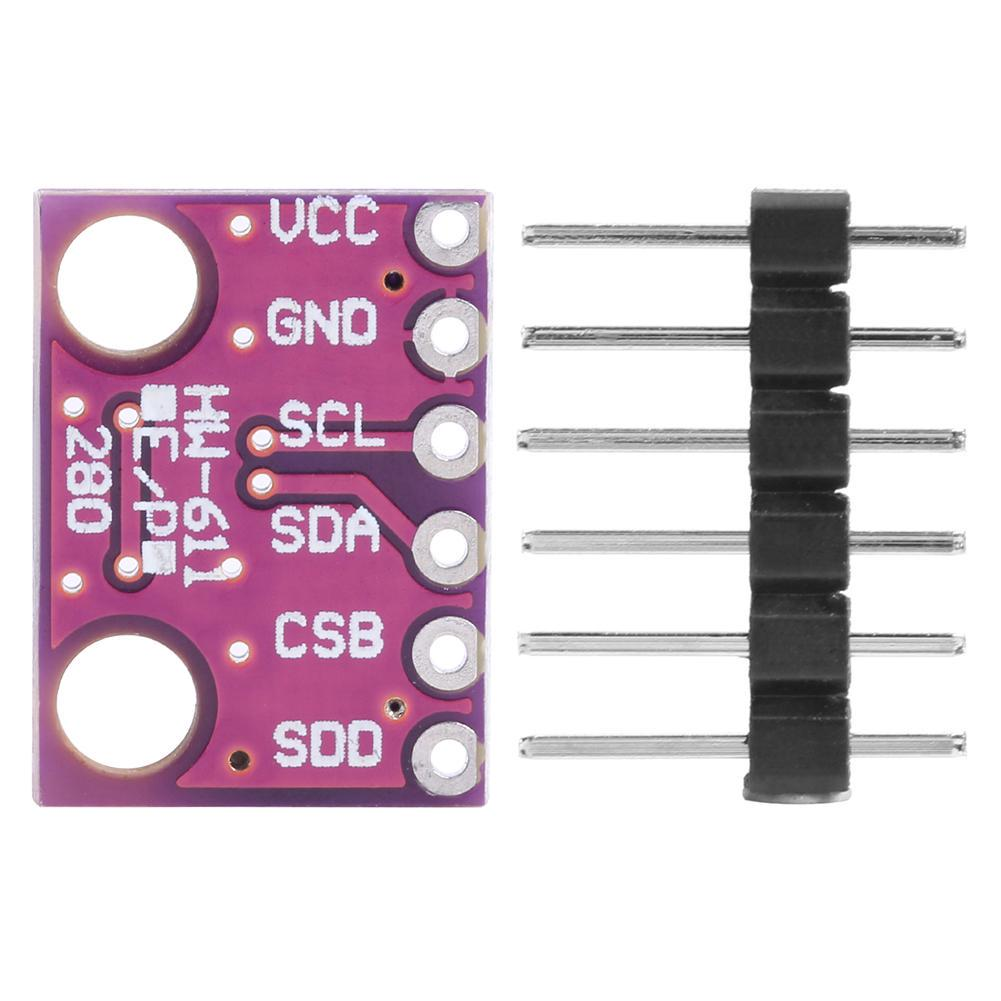 VCC
GND
SCL
SDA
CSB
SDO
HW-611
■E/P■
280